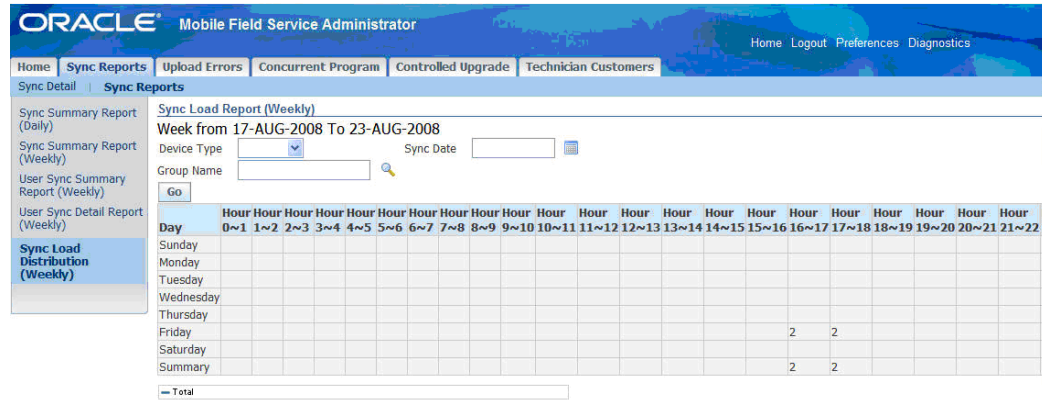 ORACLE® Mobile Field Service Administrator
Home Logout Preferences Diagnostics
Home Sync Reports Upload Errors Concurrent Program Controlled Upgrade Technician Customers
Sync Detail | Sync Reports
Sync Summary Report
(Daily)
Sync Summary Report
(Weekly)
User Sync Summary
Report (Weekly)
User Sync Detail Report
(Weekly)
Sync Load
Distribution
(Weekly)
Sync Load Report (Weekly)
Week from 17-AUG-2008 To 23-AUG-2008
Device Type Sync Date
Group Name
Go
Hour Hour Hour Hour Hour Hour Hour Hour Hour Hour Hour Hour Hour Hour Hour Hour Hour Hour Hour Hour Hour Hour
Day 0~1 1~2 2~3 3~4 4~5 5~6 6~7 7~8 8~9 9~10 10~11 11~12 12~13 13~14 14~15 15~16 16~17 17~18 18~19 19~20 20~21 21~22
Sunday
Monday
Tuesday
Wednesday
Thursday
Friday 2 2
Saturday
Summary 2 2
Total